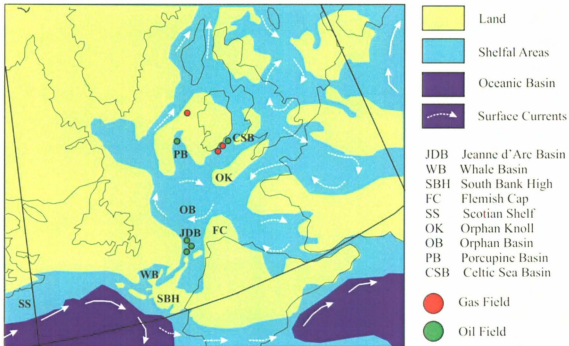 CSB
PB
OK
OB
JDB
FC
WB
SBH
SS
Land
Shelfal Areas
Oceanic Basin
Surface Currents
JDB Jeanne d'Arc Basin
WB Whale Basin
SBH South Bank High
FC Flemish Cap
SS Scotian Shelf
OK Orphan Knoll
OB Orphan Basin
PB Porcupine Basin
CSB Celtic Sea Basin
Gas Field
Oil Field